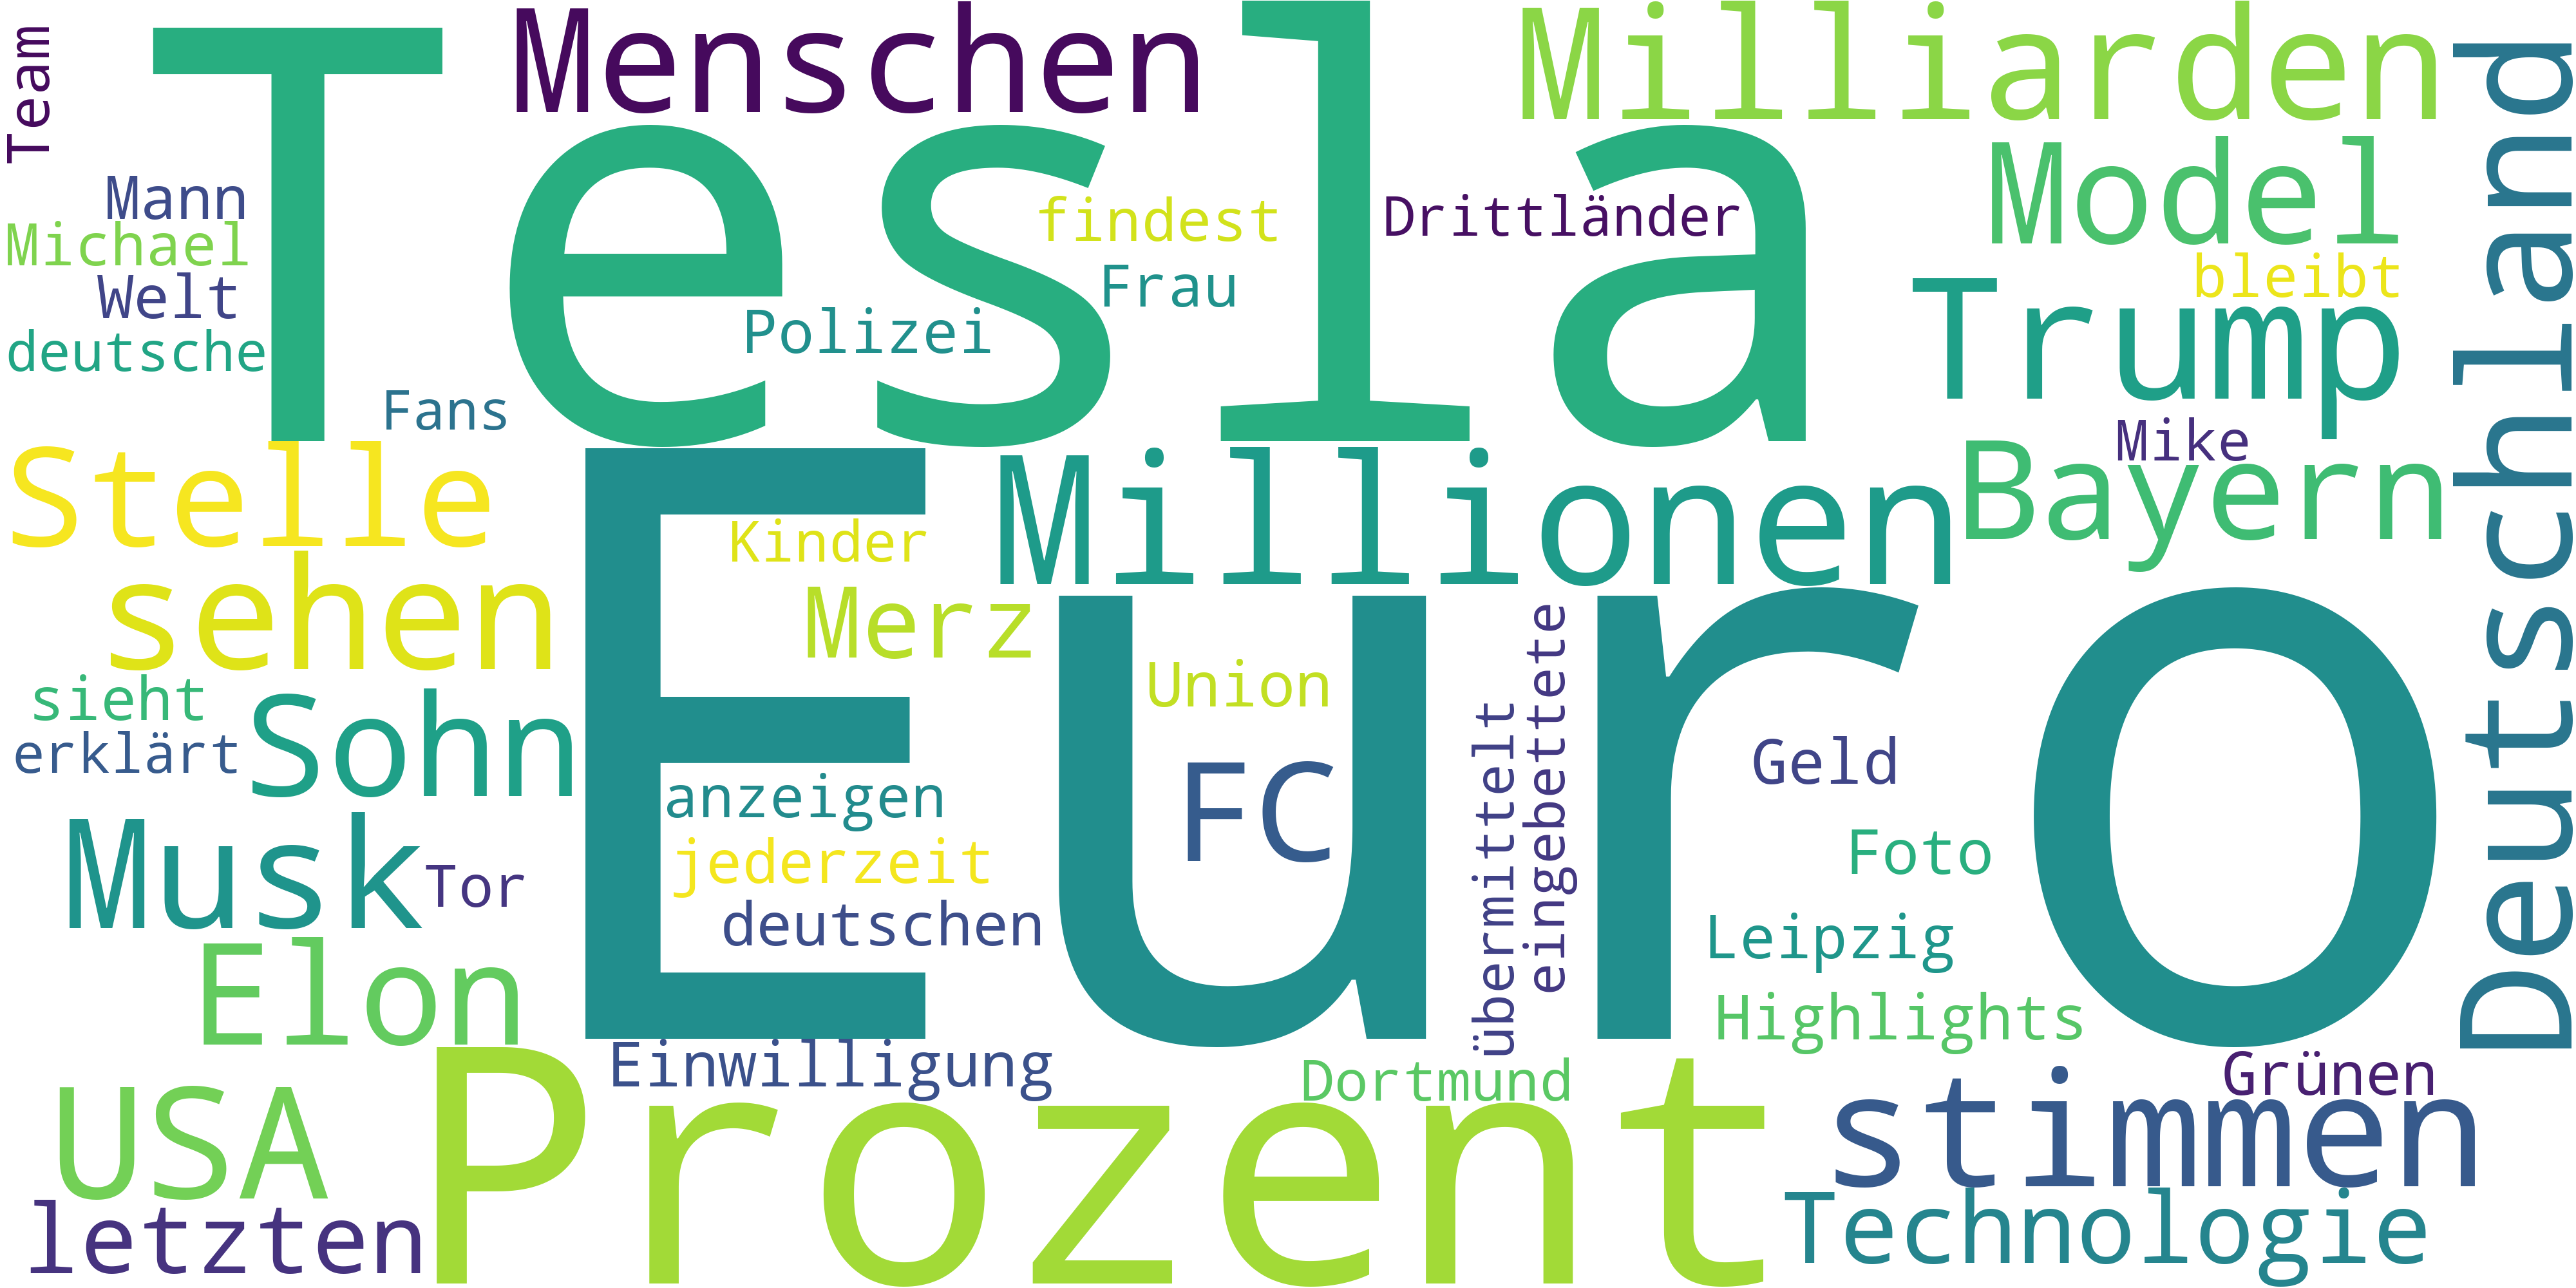 Team
Tesla
Menschen
Milliarden
Deutschland
Model
Mann
Michael
Welt
deutsche
findest
Frau
Drittländer
Polizei
bleibt
Trump
Fans
Mike
Bayern
Stelle
sehen
Euro
Millionen
Kinder
Merz
Union
FC
sieht
erklärt
Sohn
anzeigen
jederzeit
deutschen
übermittelt
eingebettete
Geld
Foto
Leipzig
Highlights
Musk
Tor
Elon
Einwilligung
Dortmund
Grünen
USA
Prozent
stimmen
letzten
Technologie